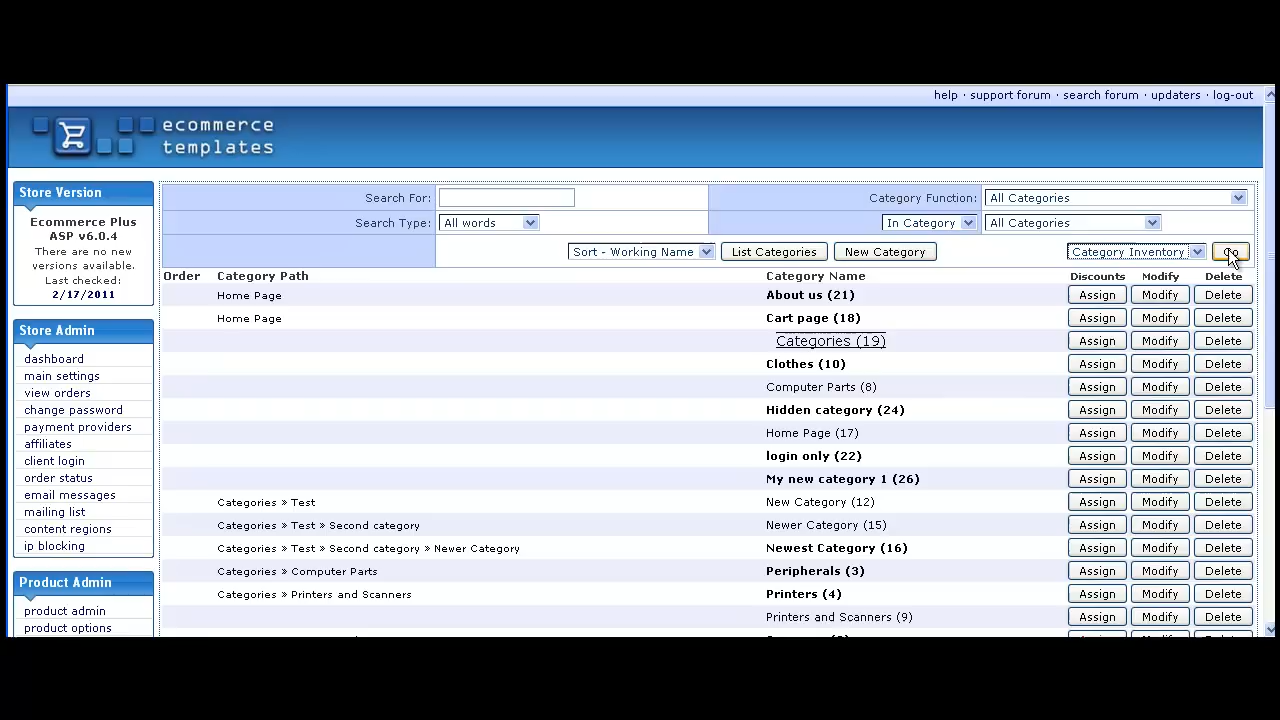 help · support forum · search forum · updaters · log-out
ecommerce
templates
Store Version
Ecommerce Plus
ASP v6.0.4
There are no new
versions available.
Last checked:
2/17/2011
Store Admin
dashboard
main settings
view orders
change password
payment providers
affiliates
client login
order status
email messages
mailing list
content regions
ip blocking
Product Admin
product admin
product options
Search For: Category Function: All Categories
Search Type: All words In Category All Categories
Sort - Working Name List Categories New Category Category Inventory
Order Category Path Category Name Discounts Modify Delete
Home Page About us (21) Assign Modify Delete
Home Page Cart page (18) Assign Modify Delete
Categories (19) Assign Modify Delete
Clothes (10) Assign Modify Delete
Computer Parts (8) Assign Modify Delete
Hidden category (24) Assign Modify Delete
Home Page (17) Assign Modify Delete
login only (22) Assign Modify Delete
My new category 1 (26) Assign Modify Delete
Categories » Test New Category (12) Assign Modify Delete
Categories » Test » Second category Newer Category (15) Assign Modify Delete
Categories » Test » Second category » Newer Category Newest Category (16) Assign Modify Delete
Categories » Computer Parts Peripherals (3) Assign Modify Delete
Categories » Printers and Scanners Printers (4) Assign Modify Delete
Printers and Scanners (9) Assign Modify Delete